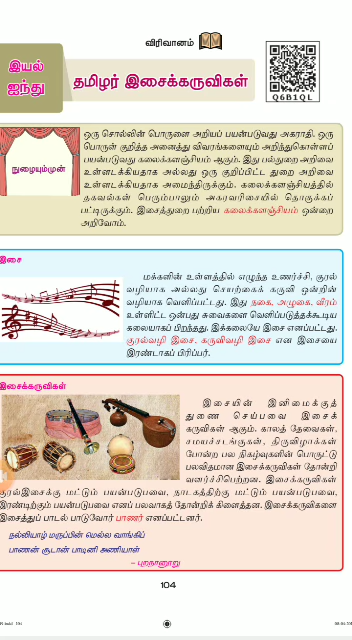 விரிவானம்
இயல்
ஐந்து
தமிழர் இசைக்கருவிகள்
Q6B1QL
நுழையும்முன்
ஒரு சொல்லின் பொருளை அறியப் பயன்படுவது அகராதி. ஒரு
பொருள் குறித்த அனைத்து விவரங்களையும் அறிந்துகொள்ளப்
பயன்படுவது கலைக்களஞ்சியம் ஆகும். இது பல்துறை அறிவை
உள்ளடக்கியதாக அல்லது ஒரு குறிப்பிட்ட துறை அறிவை
உள்ளடக்கியதாக அமைந்திருக்கும். கலைக்களஞ்சியத்தில்
தகவல்கள் பெரும்பாலும் அகரவரிசையில் தொகுக்கப்
பட்டிருக்கும். இசைத்துறை பற்றிய கலைக்களஞ்சியம் ஒன்றை
அறிவோம்.
இசை
மக்களின் உள்ளத்தில் எழுந்த உணர்ச்சி, குரல்
வழியாக அல்லது செயற்கைக் கருவி ஒன்றின்
வழியாக வெளிப்பட்டது. இது நகை, அழுகை, வீரம்
உள்ளிட்ட ஒன்பது சுவைகளை வெளிப்படுத்தக்கூடிய
கலையாகப் பிறந்தது. இக்கலையே இசை எனப்பட்டது.
குரல்வழி இசை, கருவிவழி இசை என இசையை
இரண்டாகப் பிரிப்பர்.
இசைக்கருவிகள்
இசையின் இனிமைக்குத்
துணை செய்பவை இசைக்
கருவிகள் ஆகும். காலத் தேவைகள்,
சமயச்சடங்குகள், திருவிழாக்கள்
போன்ற பல நிகழ்வுகளின் பொருட்டு
பலவிதமான இசைக்கருவிகள் தோன்றி
வளர்ச்சிபெற்றன. இசைக்கருவிகள்
குரல்இசைக்கு மட்டும் பயன்படுபவை, நாடகத்திற்கு மட்டும் பயன்படுபவை,
இரண்டிற்கும் பயன்படுபவை எனப் பலவாகத் தோன்றிக் கிளைத்தன. இசைக்கருவிகளை
இசைத்துப் பாடல் பாடுவோர் பாணர் எனப்பட்டனர்.
நல்லியாழ் மருப்பின் மெல்ல வாங்கிப்
பாணன் சூடான் பாடினி அணியாள்
– புறநானூறு
104